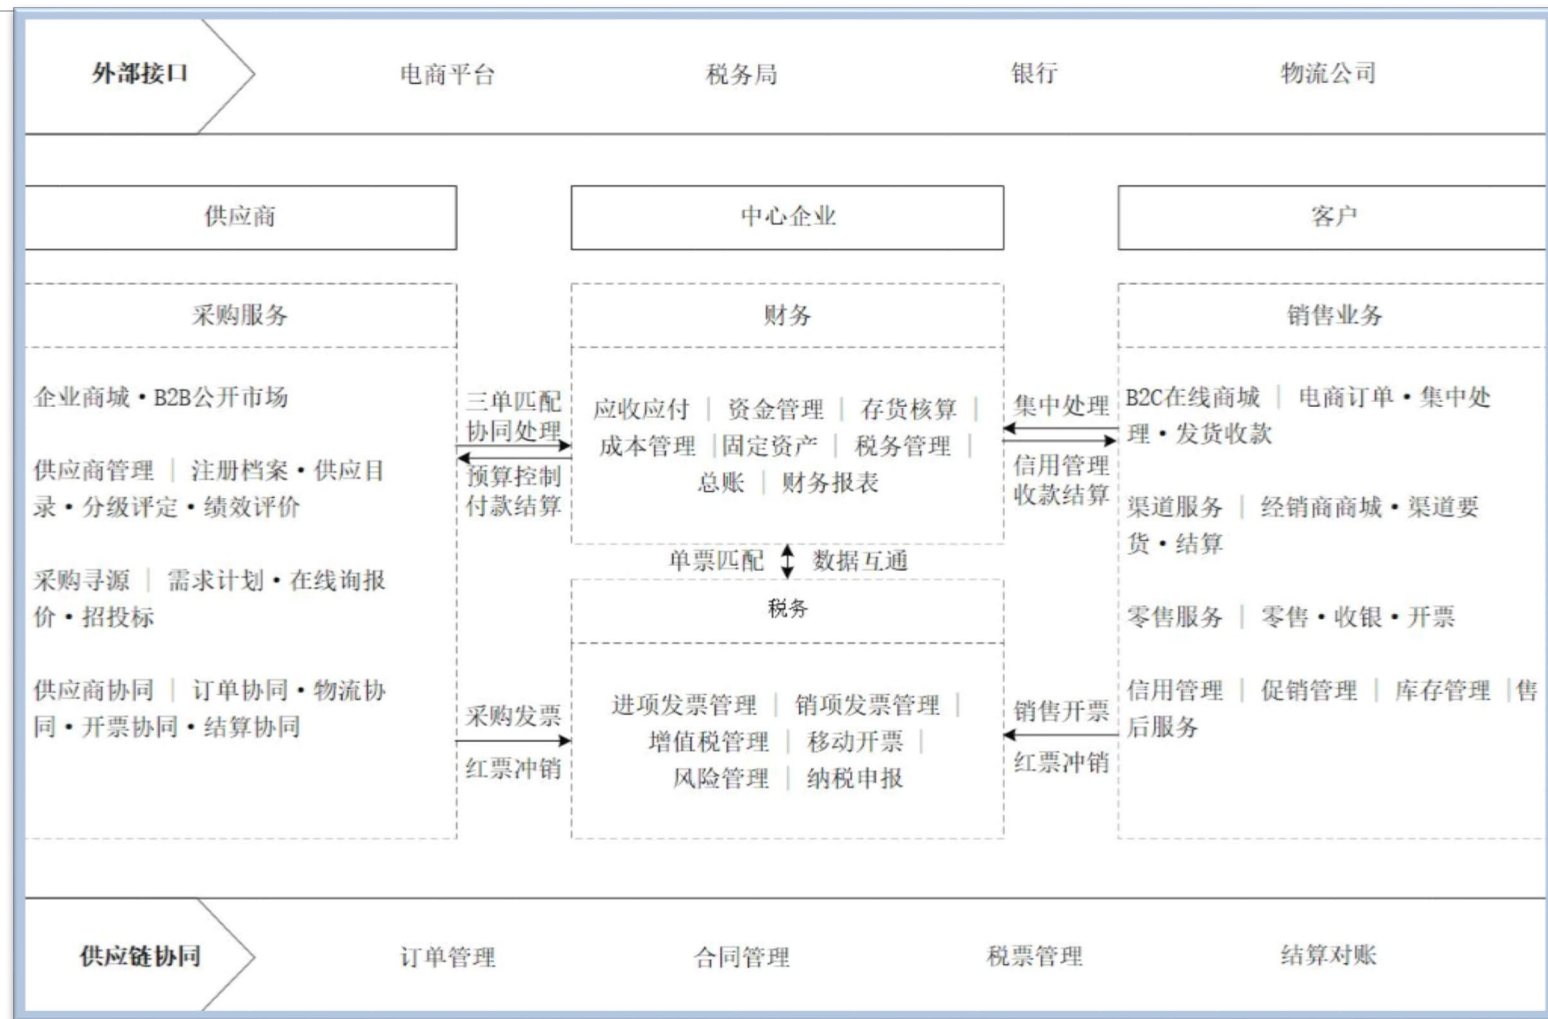 外部接口
电商平台
税务局
银行
物流公司
供应商
中心企业
客户
采购服务
企业商城·B2B公开市场
供应商管理 | 注册档案·供应目
录·分级评定·绩效评价
采购寻源 | 需求计划·在线询报
价·招投标
供应商协同 | 订单协同·物流协
同·开票协同·结算协同
三单匹配
协同处理
预算控制
付款结算
采购发票
红票冲销
财务
应收应付 | 资金管理 | 存货核算 |
成本管理 | 固定资产 | 税务管理 |
总账 | 财务报表
单票匹配
数据互通
税务
进项发票管理 | 销项发票管理 |
增值税管理 | 移动开票 |
风险管理 | 纳税申报
集中处理
信用管理
收款结算
销售开票
红票冲销
销售业务
B2C在线商城 | 电商订单·集中处
理·发货收款
渠道服务 | 经销商商城·渠道要
货·结算
零售服务 | 零售·收银·开票
信用管理 | 促销管理 | 库存管理 | 售
后服务
供应链协同
订单管理
合同管理
税票管理
结算对账